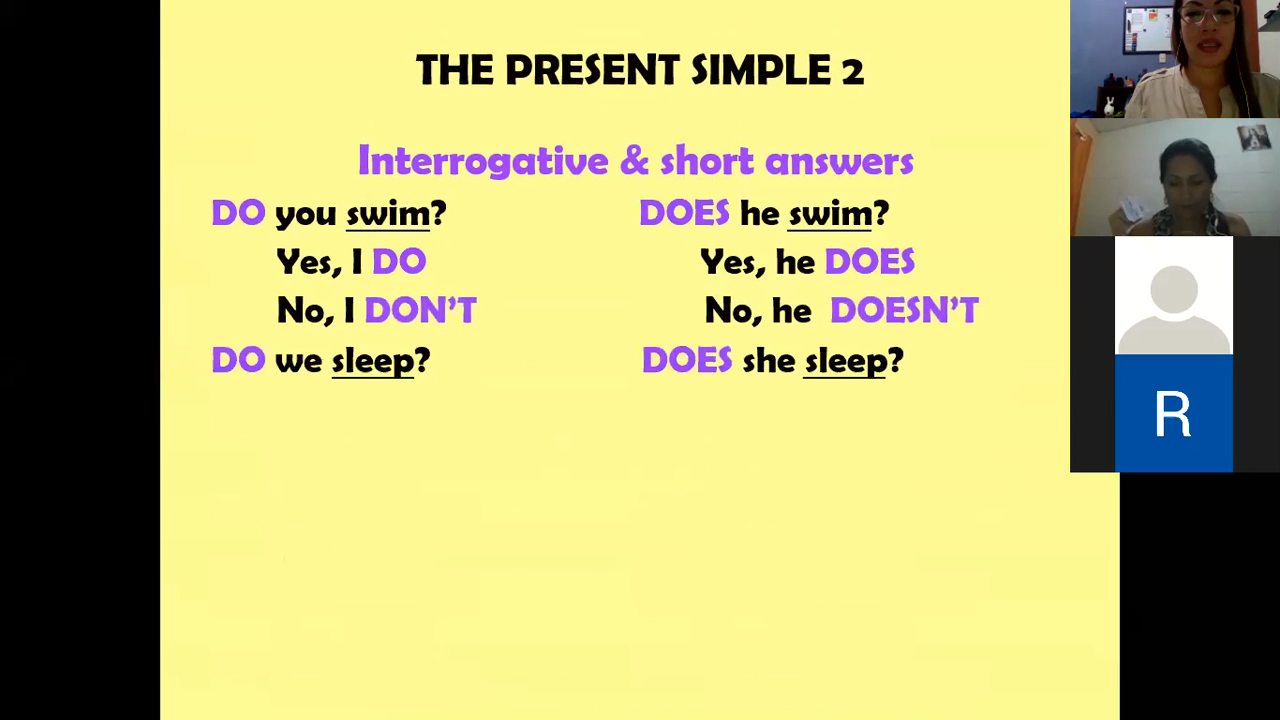 THE PRESENT SIMPLE 2
Interrogative & short answers
DO you swim?
Yes, I DO
No, I DON'T
DO we sleep?
DOES he swim?
Yes, he DOES
No, he DOESN'T
DOES she sleep?
R